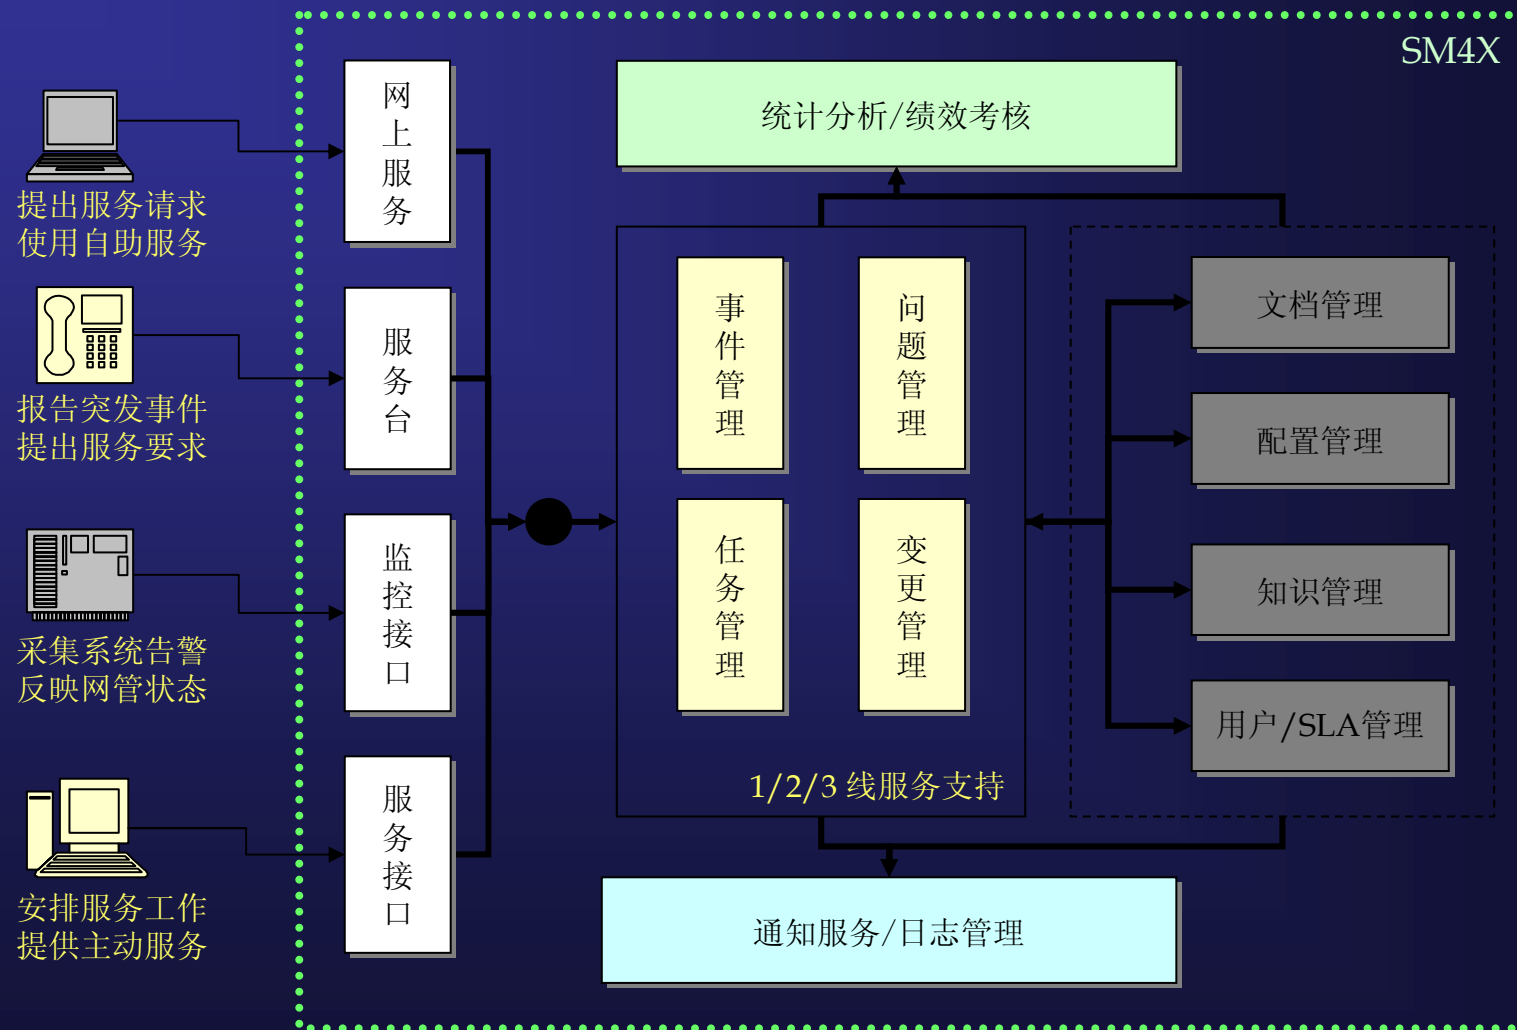 SM4X
提出服务请求
使用自助服务
报告突发事件
提出服务要求
采集系统告警
反映网管状态
安排服务工作
提供主动服务
网上服务
服务台
监控接口
服务接口
统计分析/绩效考核
事件管理
问题管理
任务管理
变更管理
1/2/3 线服务支持
文档管理
配置管理
知识管理
用户/SLA管理
通知服务/日志管理